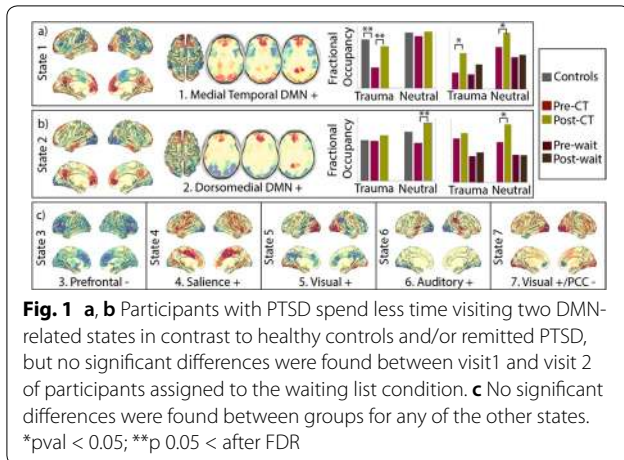 a)
State 1
1. Medial Temporal DMN +
Fractional
Occupancy
** **
Trauma Neutral
* *
Trauma Neutral
b)
State 2
2. Dorsomedial DMN +
Fractional
Occupancy
**
Trauma Neutral
*
Trauma Neutral
Controls
Pre-CT
Post-CT
Pre-wait
Post-wait
c)
State 3
3. Prefrontal -
State 4
4. Salience +
State 5
5. Visual +
State 6
6. Auditory +
State 7
7. Visual +/PCC -
Fig. 1 a, b Participants with PTSD spend less time visiting two DMN-
related states in contrast to healthy controls and/or remitted PTSD,
but no significant differences were found between visit1 and visit 2
of participants assigned to the waiting list condition. c No significant
differences were found between groups for any of the other states.
*pval < 0.05; **p 0.05 < after FDR